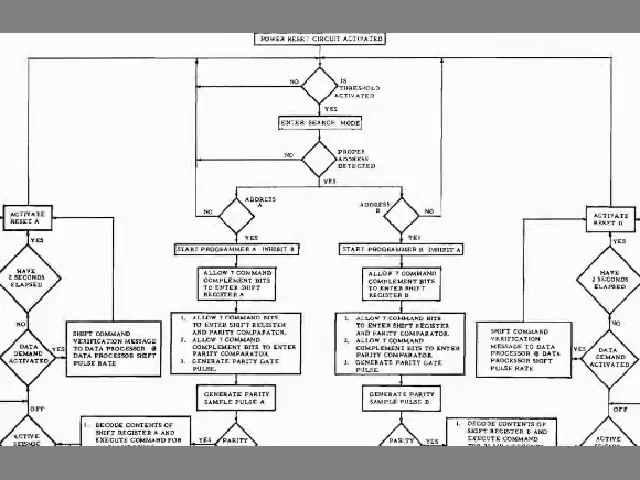 POWER RESET CIRCUIT ACTIVATED
NO
IS
THRESHOLD
ACTIVATED
YES
ENTER SEARCH MODE
NO
PROPER
ADDRESS
DETECTED
YES
NO
ADDRESS
A
ADDRESS
B
NO
YES
YES
START PROGRAMMER A INHIBIT B
START PROGRAMMER B INHIBIT A
ACTIVATE
RESET A
YES
HAVE
2 SECONDS
ELAPSED
NO
DATA
DEMAND
ACTIVATED
YES
SHIFT COMMAND
VERIFICATION MESSAGE
TO DATA PROCESSOR @
DATA PROCESSOR SHIFT
PULSE RATE
OFF
ACTIVE
SEISMIC
ALLOW 7 COMMAND
COMPLEMENT BITS
TO ENTER SHIFT
REGISTER A
1. ALLOW 7 COMMAND BITS
TO ENTER SHIFT REGISTER
AND PARITY COMPARATOR.
2. ALLOW 7 COMMAND
COMPLEMENT BITS TO ENTER
PARITY COMPARATOR.
3. GENERATE PARITY GATE
PULSE.
GENERATE PARITY
SAMPLE PULSE A
1. DECODE CONTENTS OF
SHIFT REGISTER A AND
EXECUTE COMMAND FOR
YES
PARITY
ALLOW 7 COMMAND
COMPLEMENT BITS
TO ENTER SHIFT
REGISTER B
1. ALLOW 7 COMMAND BITS
TO ENTER SHIFT REGISTER
AND PARITY COMPARATOR.
2. ALLOW 7 COMMAND
COMPLEMENT BITS TO ENTER
PARITY COMPARATOR.
3. GENERATE PARITY GATE
PULSE.
GENERATE PARITY
SAMPLE PULSE B
PARITY
YES
1. DECODE CONTENTS OF
SHIFT REGISTER B AND
EXECUTE COMMAND
ACTIVATE
YES
HAVE
2 SECONDS
ELAPSED
NO
DATA
DEMAND
ACTIVATED
YES
SHIFT COMMAND
VERIFICATION
MESSAGE TO DATA
PROCESSOR @ DATA
PROCESSOR SHIFT
PULSE RATE
OFF
ACTIVE
SEISMIC